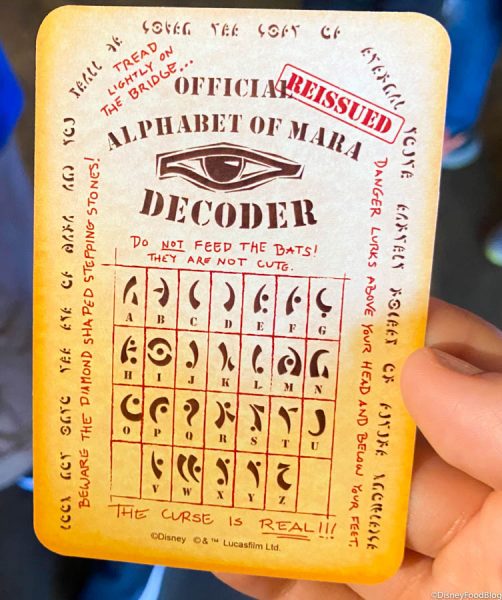 TREAD
LIGHTLY ON
THE BRIDGE...
OFFICIAL
REISSUED
ALPHABET OF MARA
DECODER
DO NOT FEED THE BATS!
THEY ARE NOT CUTE.
A B C D E F G
H I J K L M N
O P Q R S T U
V W X Y Z
THE CURSE IS REAL!!!
©Disney ©&™ Lucasfilm Ltd.
BEWARE THE DIAMOND SHAPED STEPPING STONES!
DANGER LURKS ABOVE YOUR HEAD AND BELOW YOUR FEET.
©DisneyFoodBlog